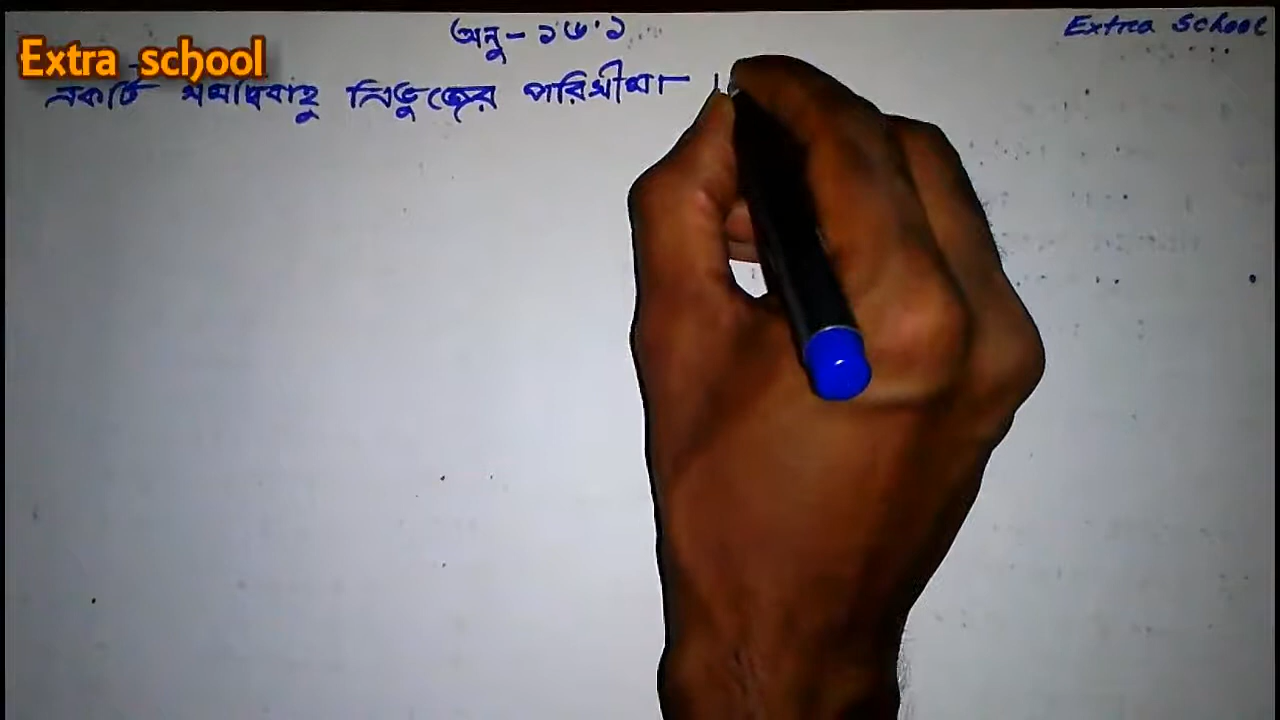 অনু - ১৬.১
Extra School
Extra school
একটি সমদ্বিবাহু ত্রিভুজের পরিসীমা